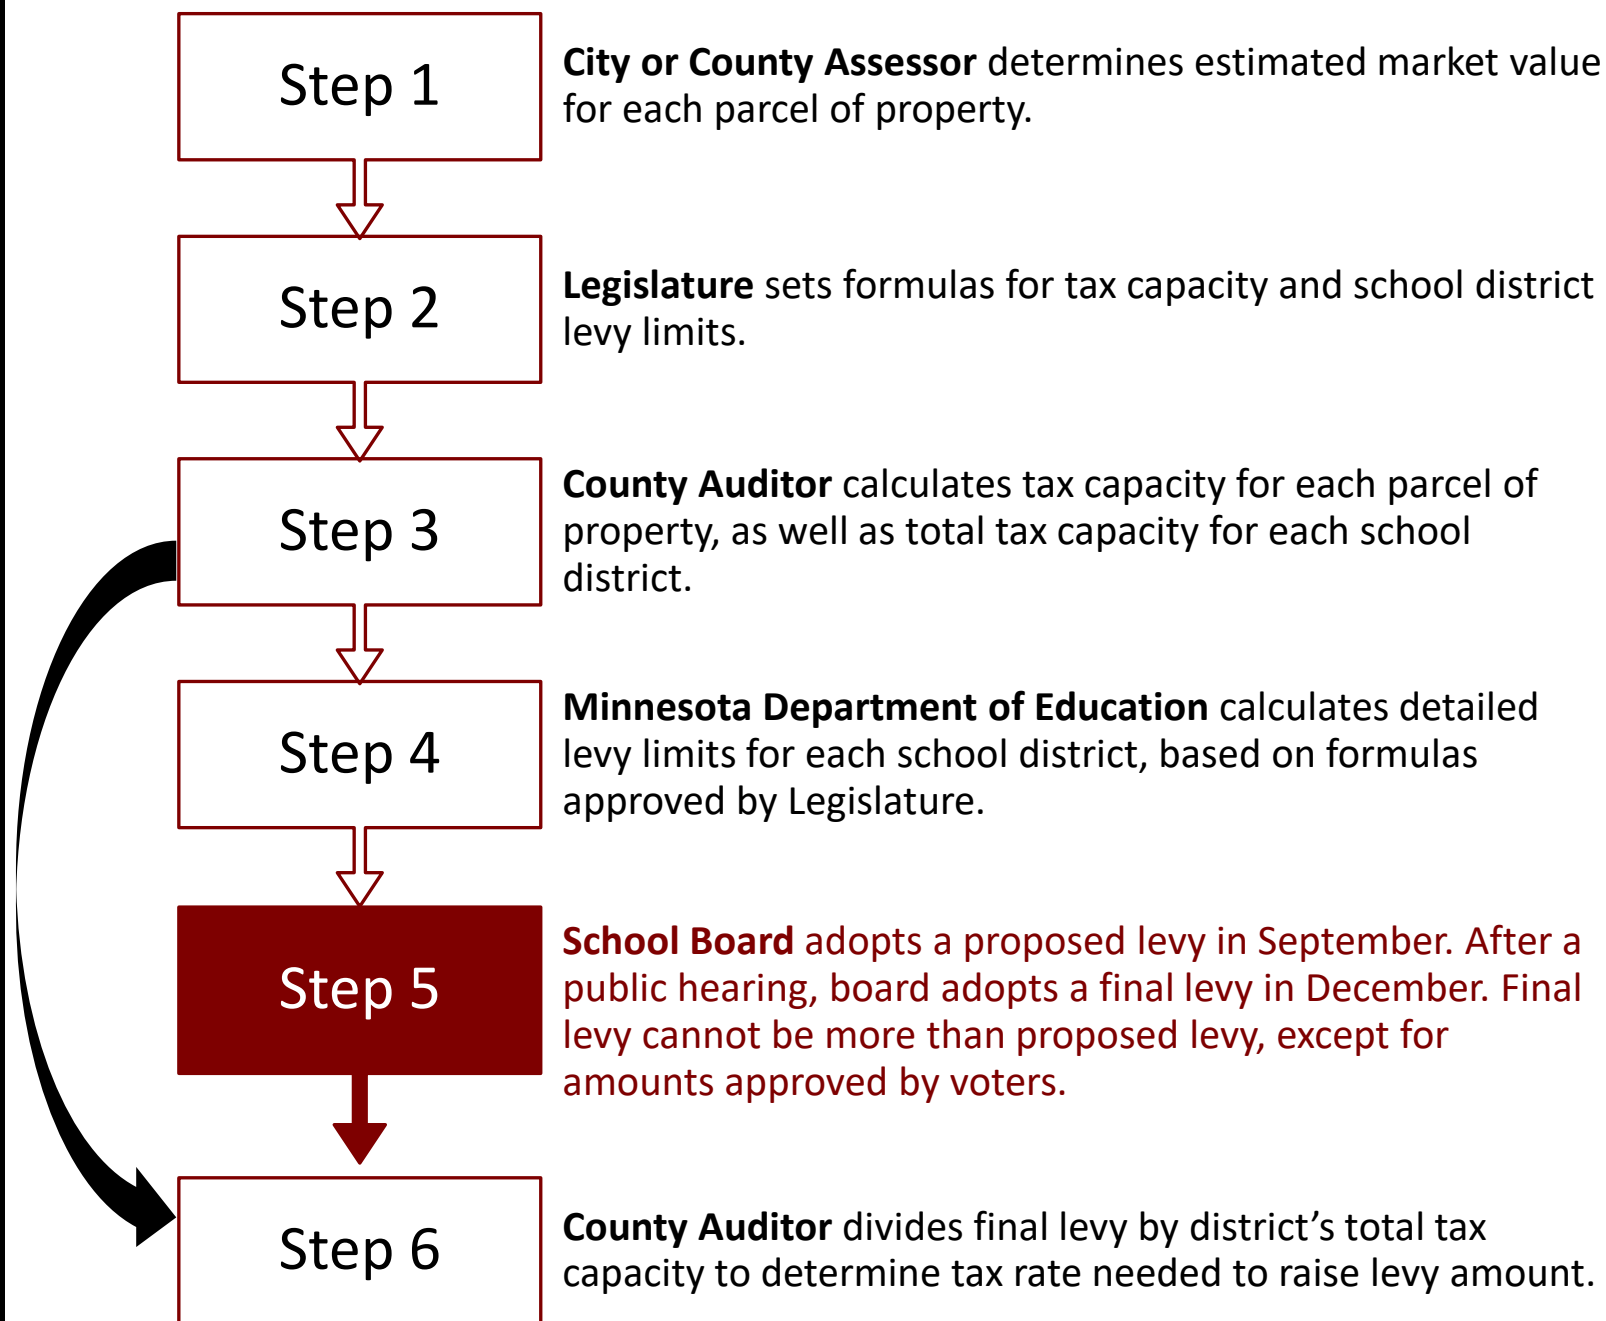 Step 1
City or County Assessor determines estimated market value
for each parcel of property.
Step 2
Legislature sets formulas for tax capacity and school district
levy limits.
Step 3
County Auditor calculates tax capacity for each parcel of
property, as well as total tax capacity for each school
district.
Step 4
Minnesota Department of Education calculates detailed
levy limits for each school district, based on formulas
approved by Legislature.
Step 5
School Board adopts a proposed levy in September. After a
public hearing, board adopts a final levy in December. Final
levy cannot be more than proposed levy, except for
amounts approved by voters.
Step 6
County Auditor divides final levy by district’s total tax
capacity to determine tax rate needed to raise levy amount.